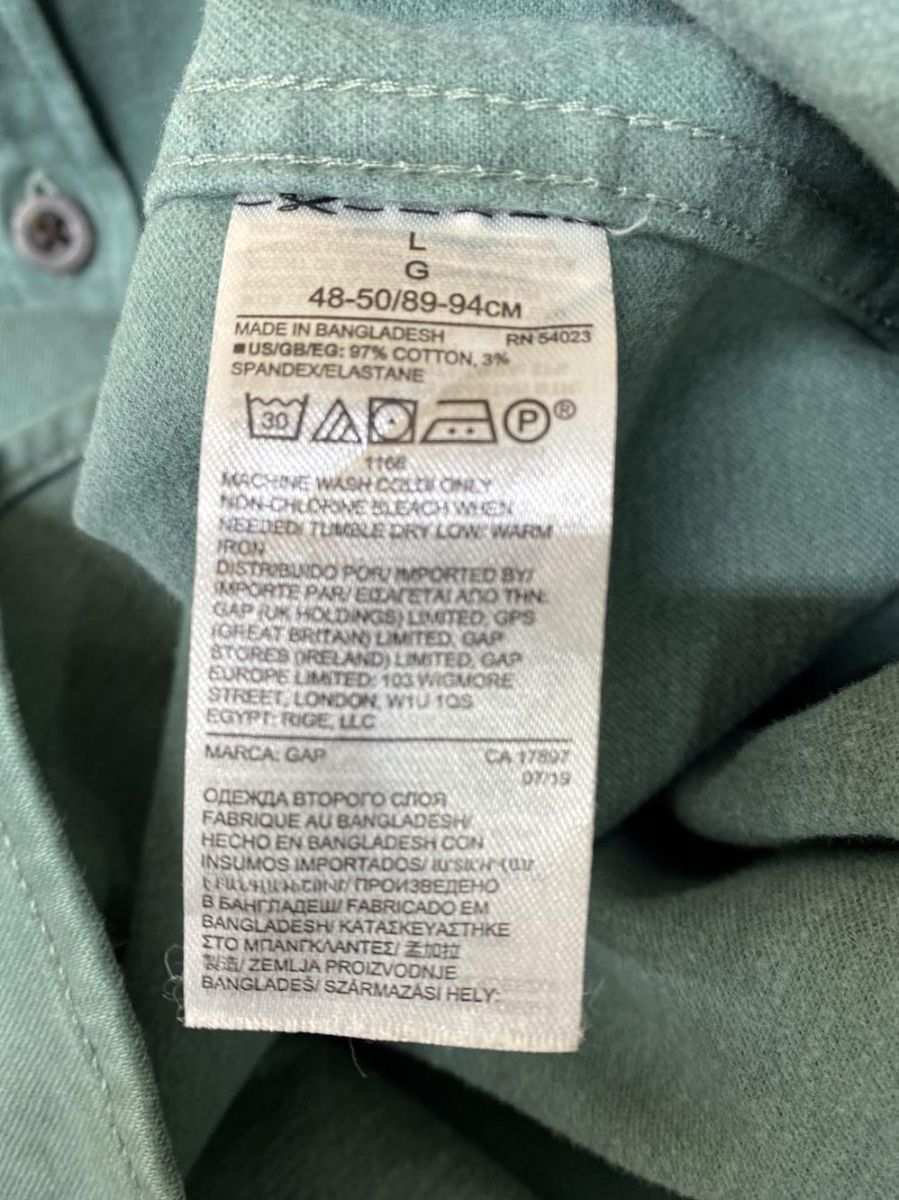 L
G
48-50/89-94CM
MADE IN BANGLADESH RN 54023
■US/GB/EG: 97% COTTON, 3%
SPANDEX/ELASTANE
30 P ®
1166
MACHINE WASH COLD/ ONLY
NON-CHLORINE BLEACH WHEN
NEEDED/ TUMBLE DRY LOW/ WARM
IRON
DISTRIBUIDO POR/ IMPORTED BY/
IMPORTE PAR/ ΕΙΣΑΓΕΤΑΙ ΑΠΟ ΤΗΝ:
GAP (UK HOLDINGS) LIMITED, GPS
(GREAT BRITAIN) LIMITED, GAP
STORES (IRELAND) LIMITED, GAP
EUROPE LIMITED: 103 WIGMORE
STREET, LONDON, W1U 1QS
EGYPT: RIGE, LLC
MARCA: GAP CA 17897
07/19
ОДЕЖДА ВТОРОГО СЛОЯ
FABRIQUE AU BANGLADESH/
HECHO EN BANGLADESH CON
INSUMOS IMPORTADOS/
ПРОИЗВЕДЕНО
В БАНГЛАДЕШ/ FABRICADO EM
BANGLADESH/ ΚΑΤΑΣΚΕΥΑΣΤΗΚΕ
ΣΤΟ ΜΠΑΝΓΚΛΑΝΤΕΣ/ 孟加拉
製造/ ZEMLJA PROIZVODNJE
BANGLADEŠ/ SZÁRMAZÁSI HELY: